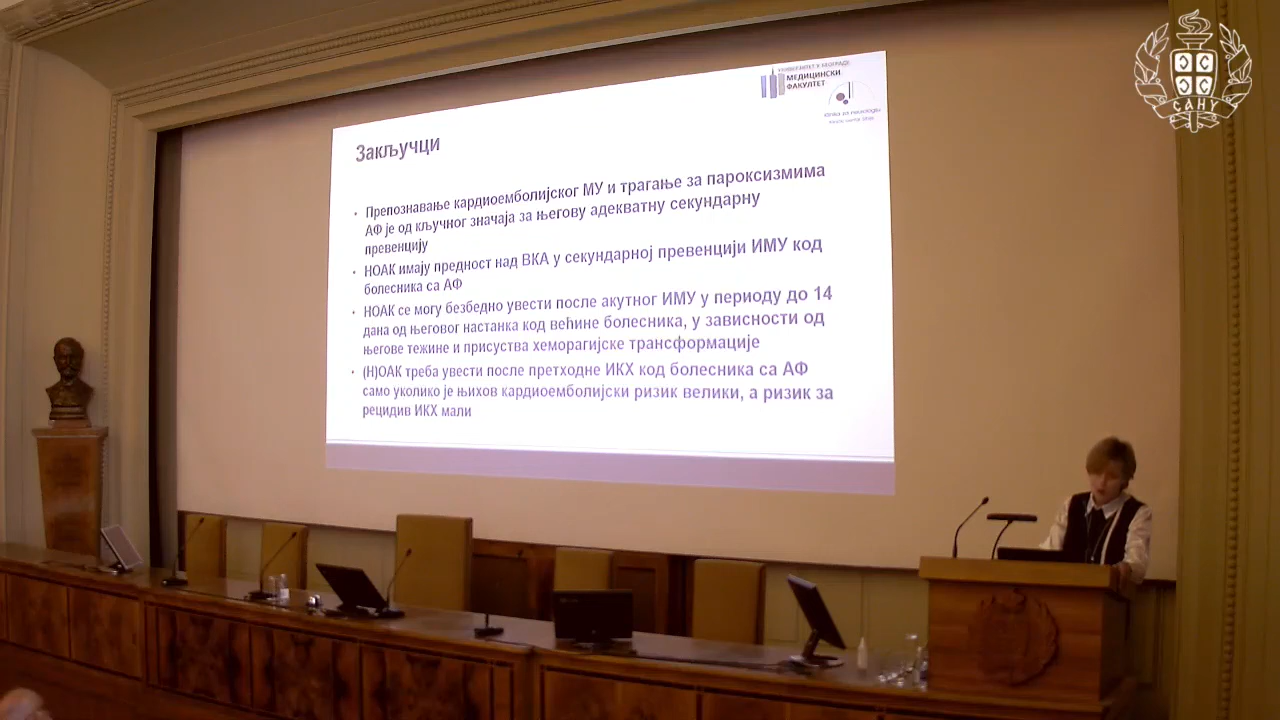 УНИВЕРЗИТЕТ У БЕОГРАДУ
МЕДИЦИНСКИ
ФАКУЛТЕТ
Закључци
Препознавање кардиоемболијског МУ и трагање за пароксизмима
АФ је од кључног значаја за његову адекватну секундарну
превенцију
НОАК имају предност над ВКА у секундарној превенцији ИМУ код
болесника са АФ
НОАК се могу безбедно увести после акутног ИМУ у периоду до 14
дана од његовог настанка код већине болесника, у зависности од
његове тежине и присуства хеморагијске трансформације
(Н)ОАК треба увести после претходне ИКХ код болесника са АФ
само уколико је њихов кардиоемболијски ризик велики, а ризик за
рецидив ИКХ мали
САНУ